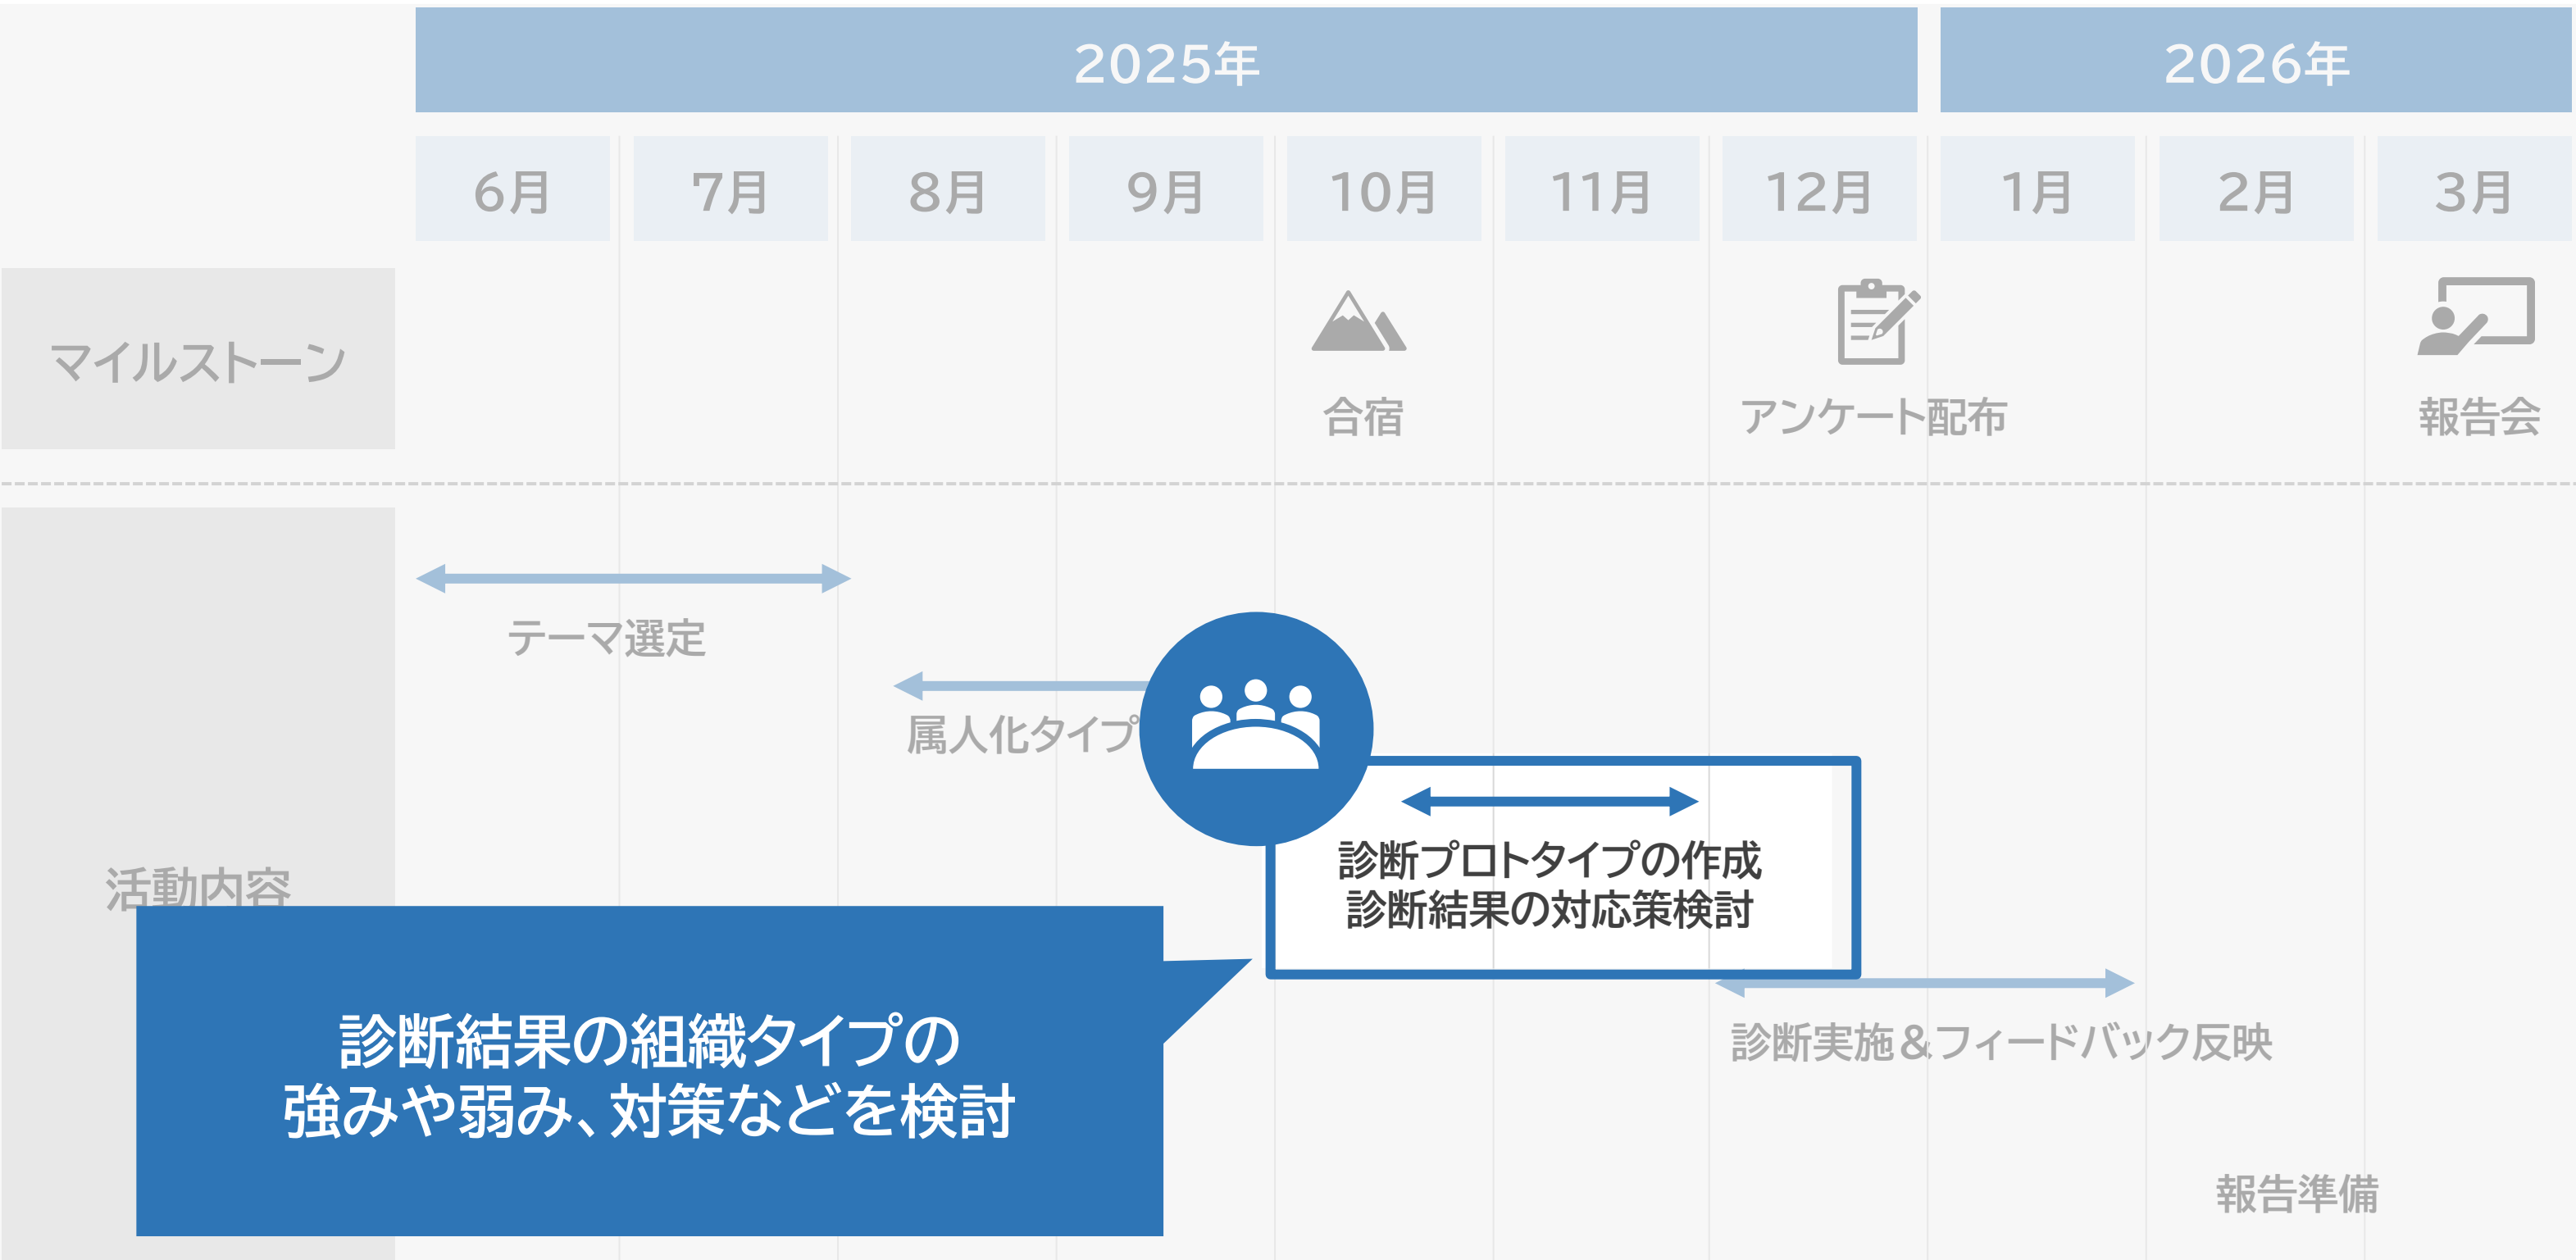 2025年
2026年
6月
7月
8月
9月
10月
11月
12月
1月
2月
3月
マイルストーン
合宿
アンケート配布
報告会
活動内容
テーマ選定
属人化タイプ
診断プロトタイプの作成
診断結果の対応策検討
診断結果の組織タイプの
強みや弱み、対策などを検討
診断実施&フィードバック反映
報告準備